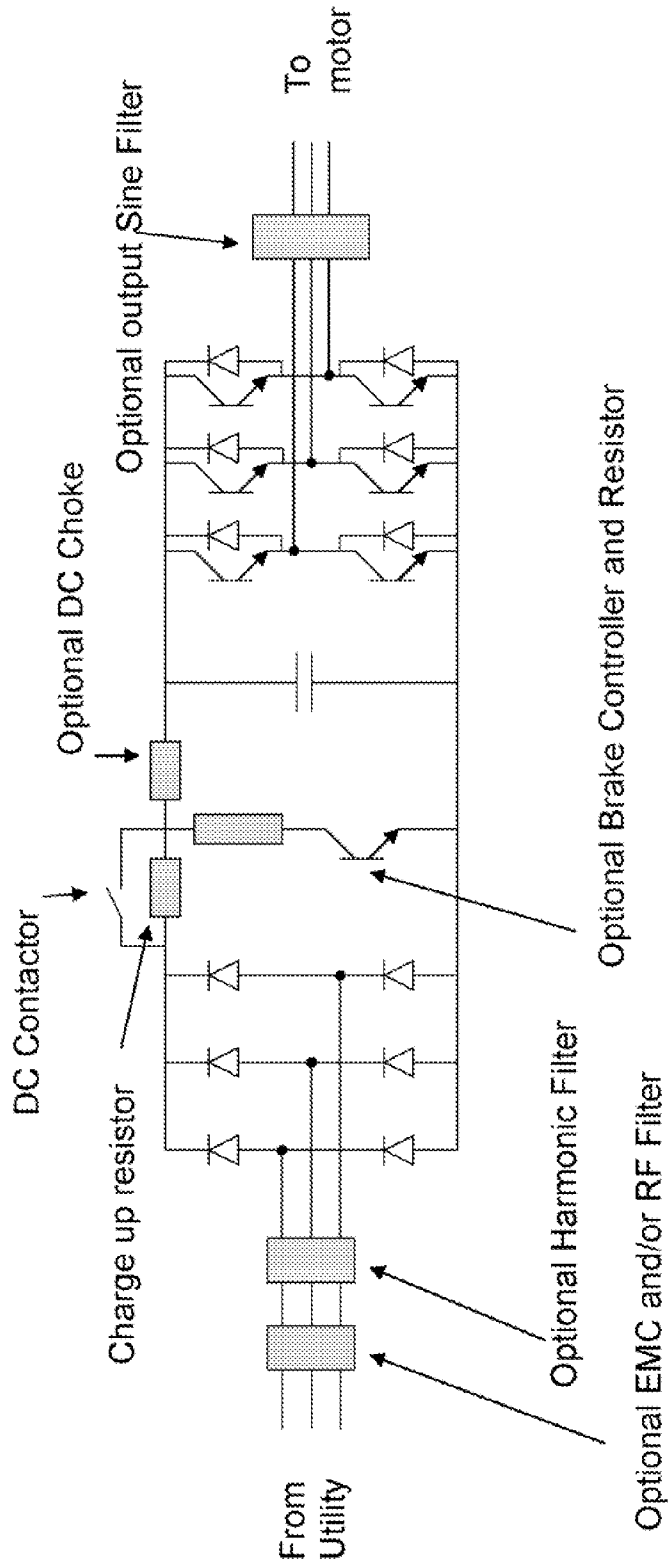 From
Utility
Optional EMC and/or RF Filter
Optional Harmonic Filter
Charge up resistor
DC Contactor
Optional DC Choke
Optional Brake Controller and Resistor
Optional output Sine Filter
To
motor